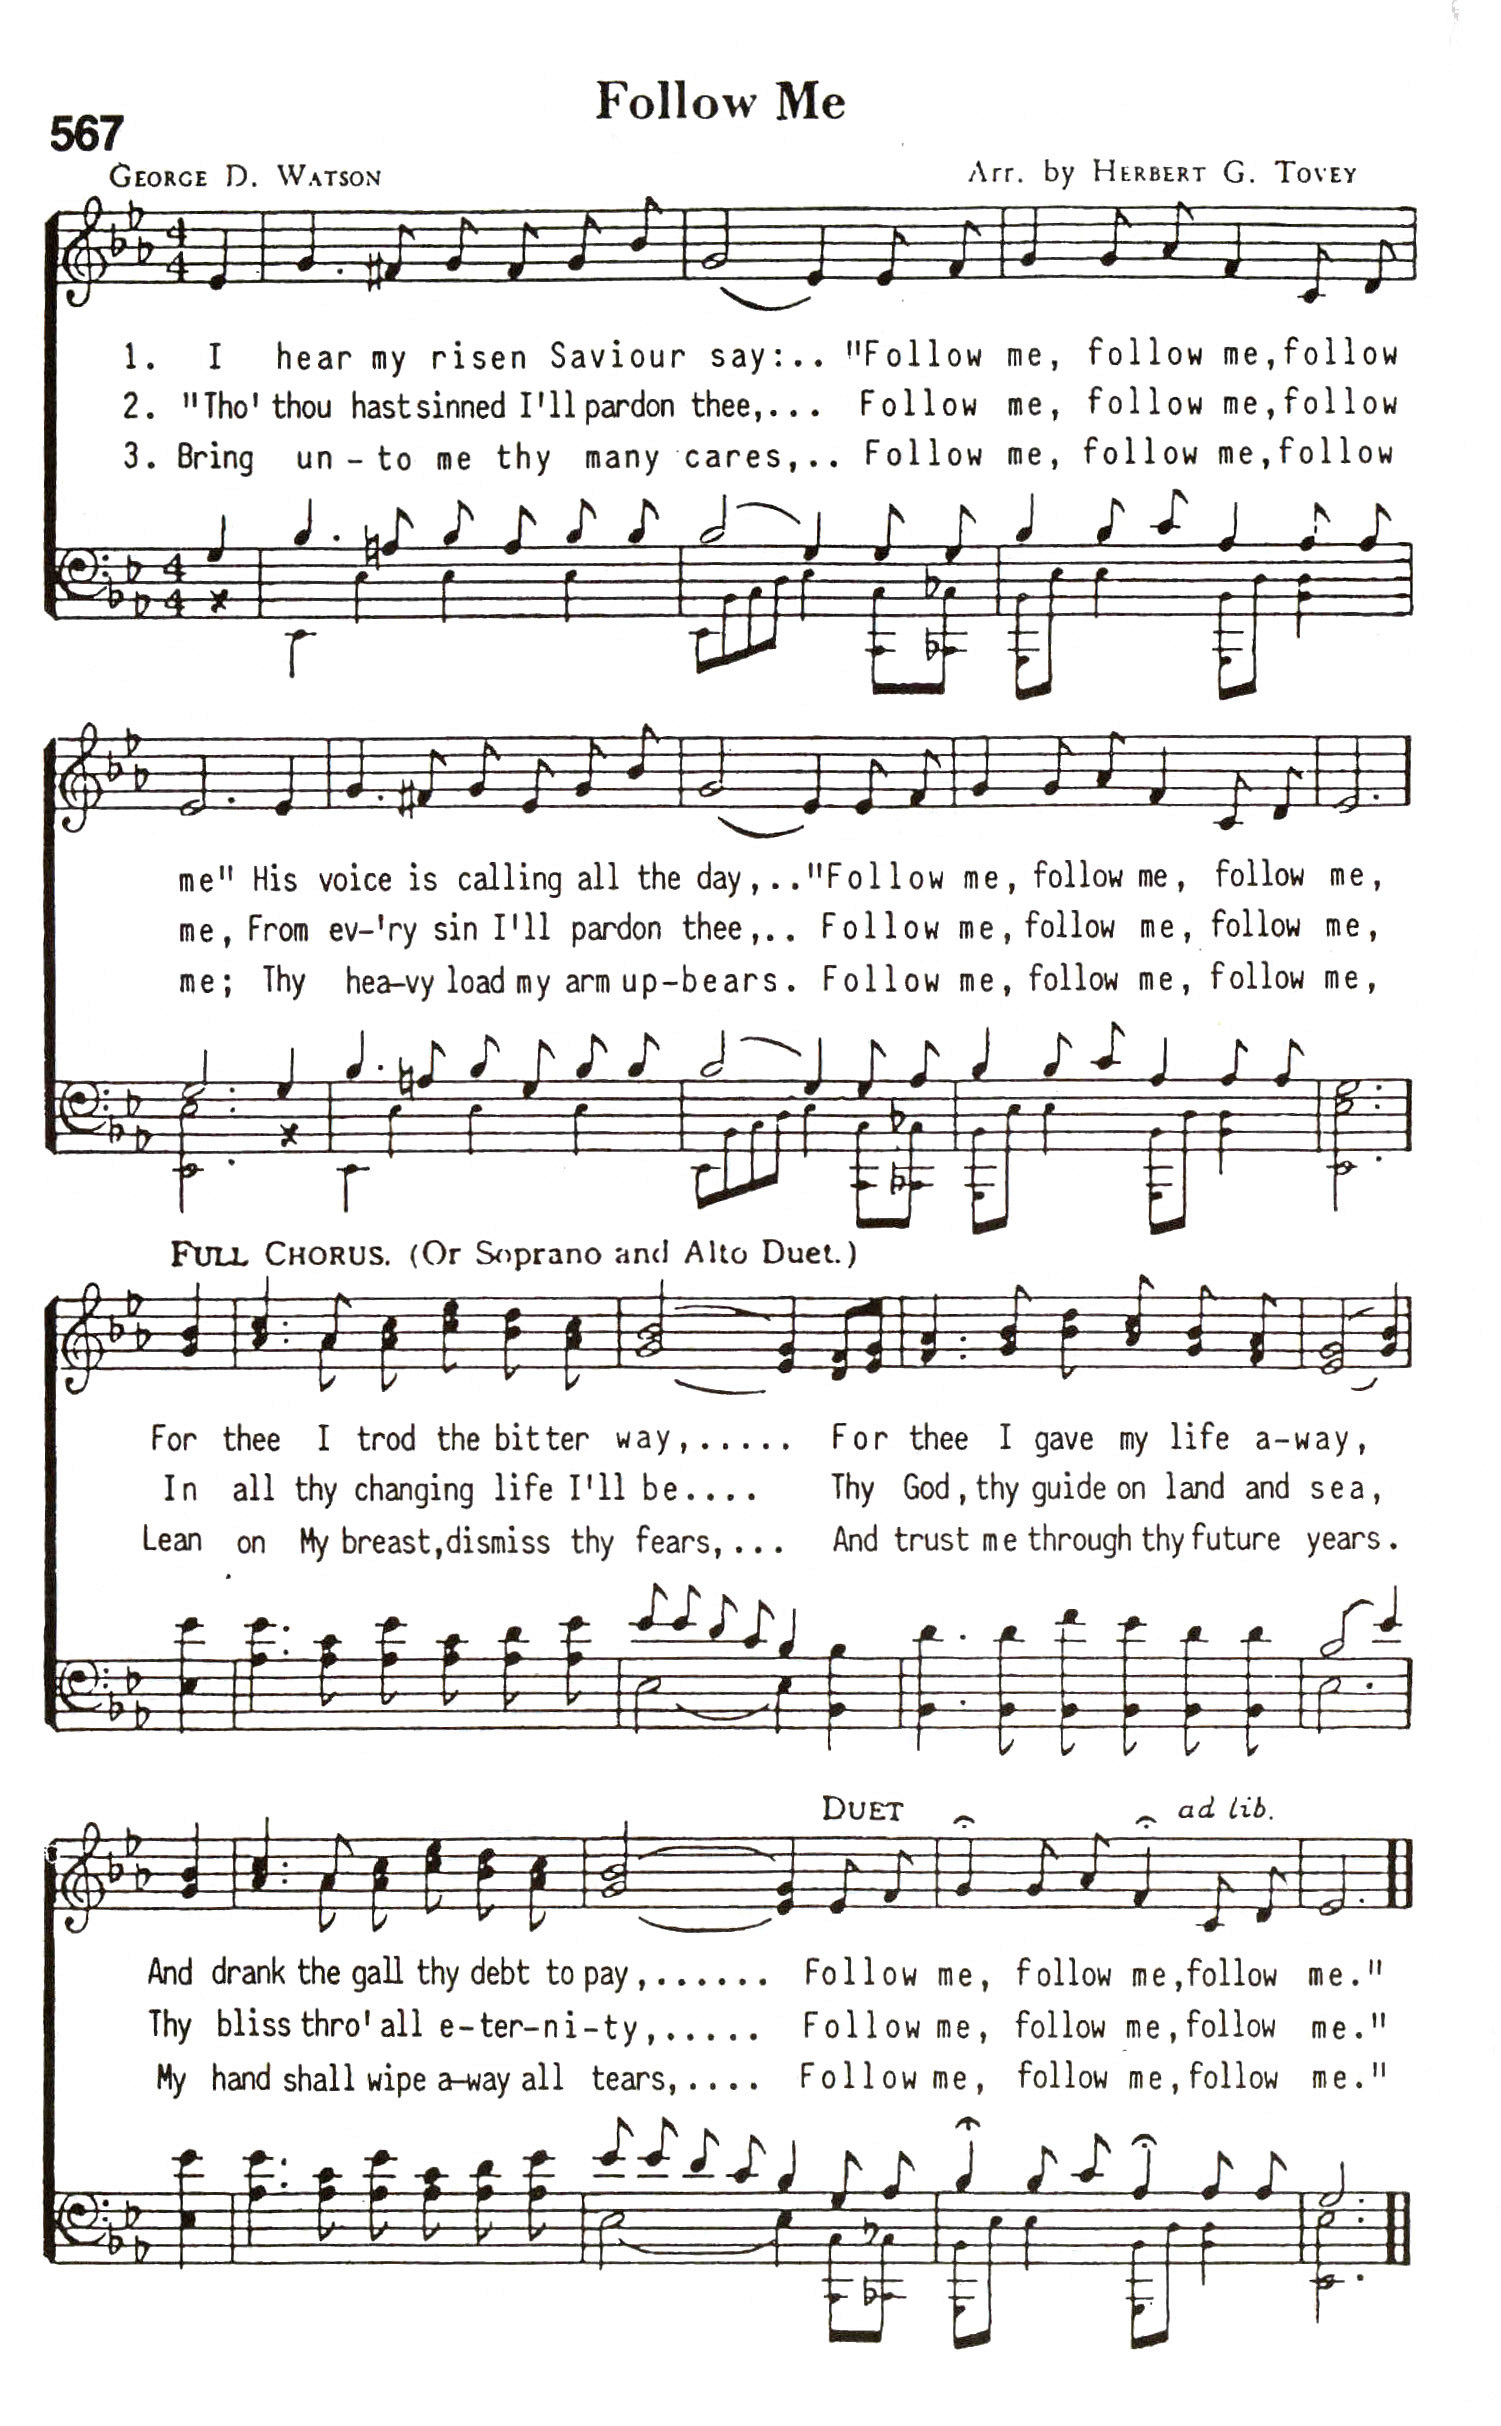 Follow Me
567
GEORGE D. WATSON
Arr. by HERBERT G. TOVEY
1. I hear my risen Saviour say:.. "Follow me, follow me, follow
2. "Tho' thou hast sinned I'll pardon thee,... Follow me, follow me, follow
3. Bring un-to me thy many cares,.. Follow me, follow me, follow
me" His voice is calling all the day,.. "Follow me, follow me, follow me,
me, From ev-'ry sin I'll pardon thee,.. Follow me, follow me, follow me,
me; Thy hea-vy load my arm up-bears. Follow me, follow me, follow me,
FULL CHORUS. (Or Soprano and Alto Duet.)
For thee I trod the bitter way,..... For thee I gave my life a-way,
In all thy changing life I'll be.... Thy God, thy guide on land and sea,
Lean on My breast, dismiss thy fears,... And trust me through thy future years.
DUET ad lib.
And drank the gall thy debt to pay,...... Follow me, follow me, follow me."
Thy bliss thro' all e-ter-ni-ty,..... Follow me, follow me, follow me."
My hand shall wipe a-way all tears,.... Follow me, follow me, follow me."